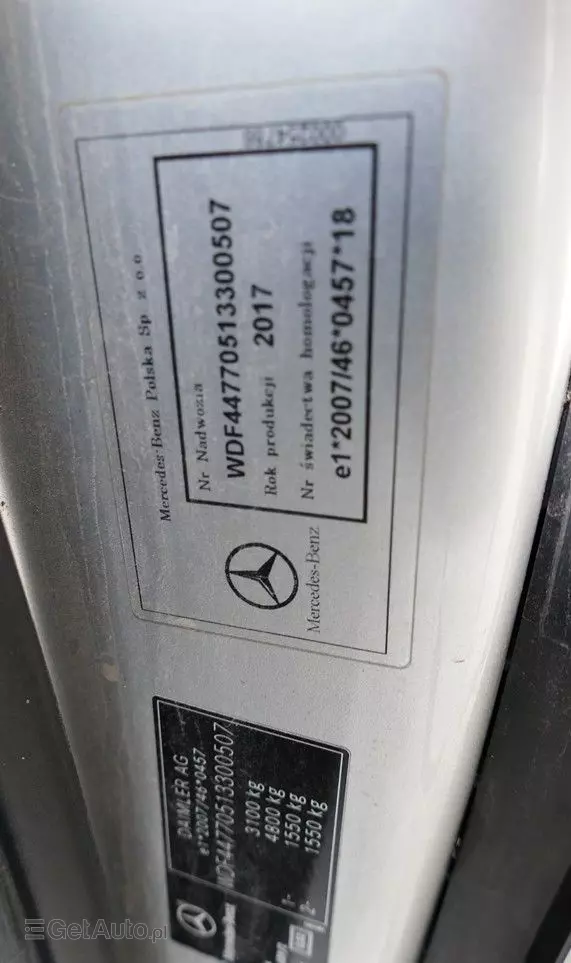 Mercedes-Benz Polska Sp z o.o
Nr Nadwozia
WDF44770513300507
Rok produkcji 2017
Nr świadectwa homologacji
e1*2007/46*0457*18
Mercedes-Benz
DAIMLER AG
e1*2007/46*0457
WDF44770513300507
3100 kg
4800 kg
1- 1550 kg
2- 1550 kg
Mercedes-Benz
GetAuto.pl